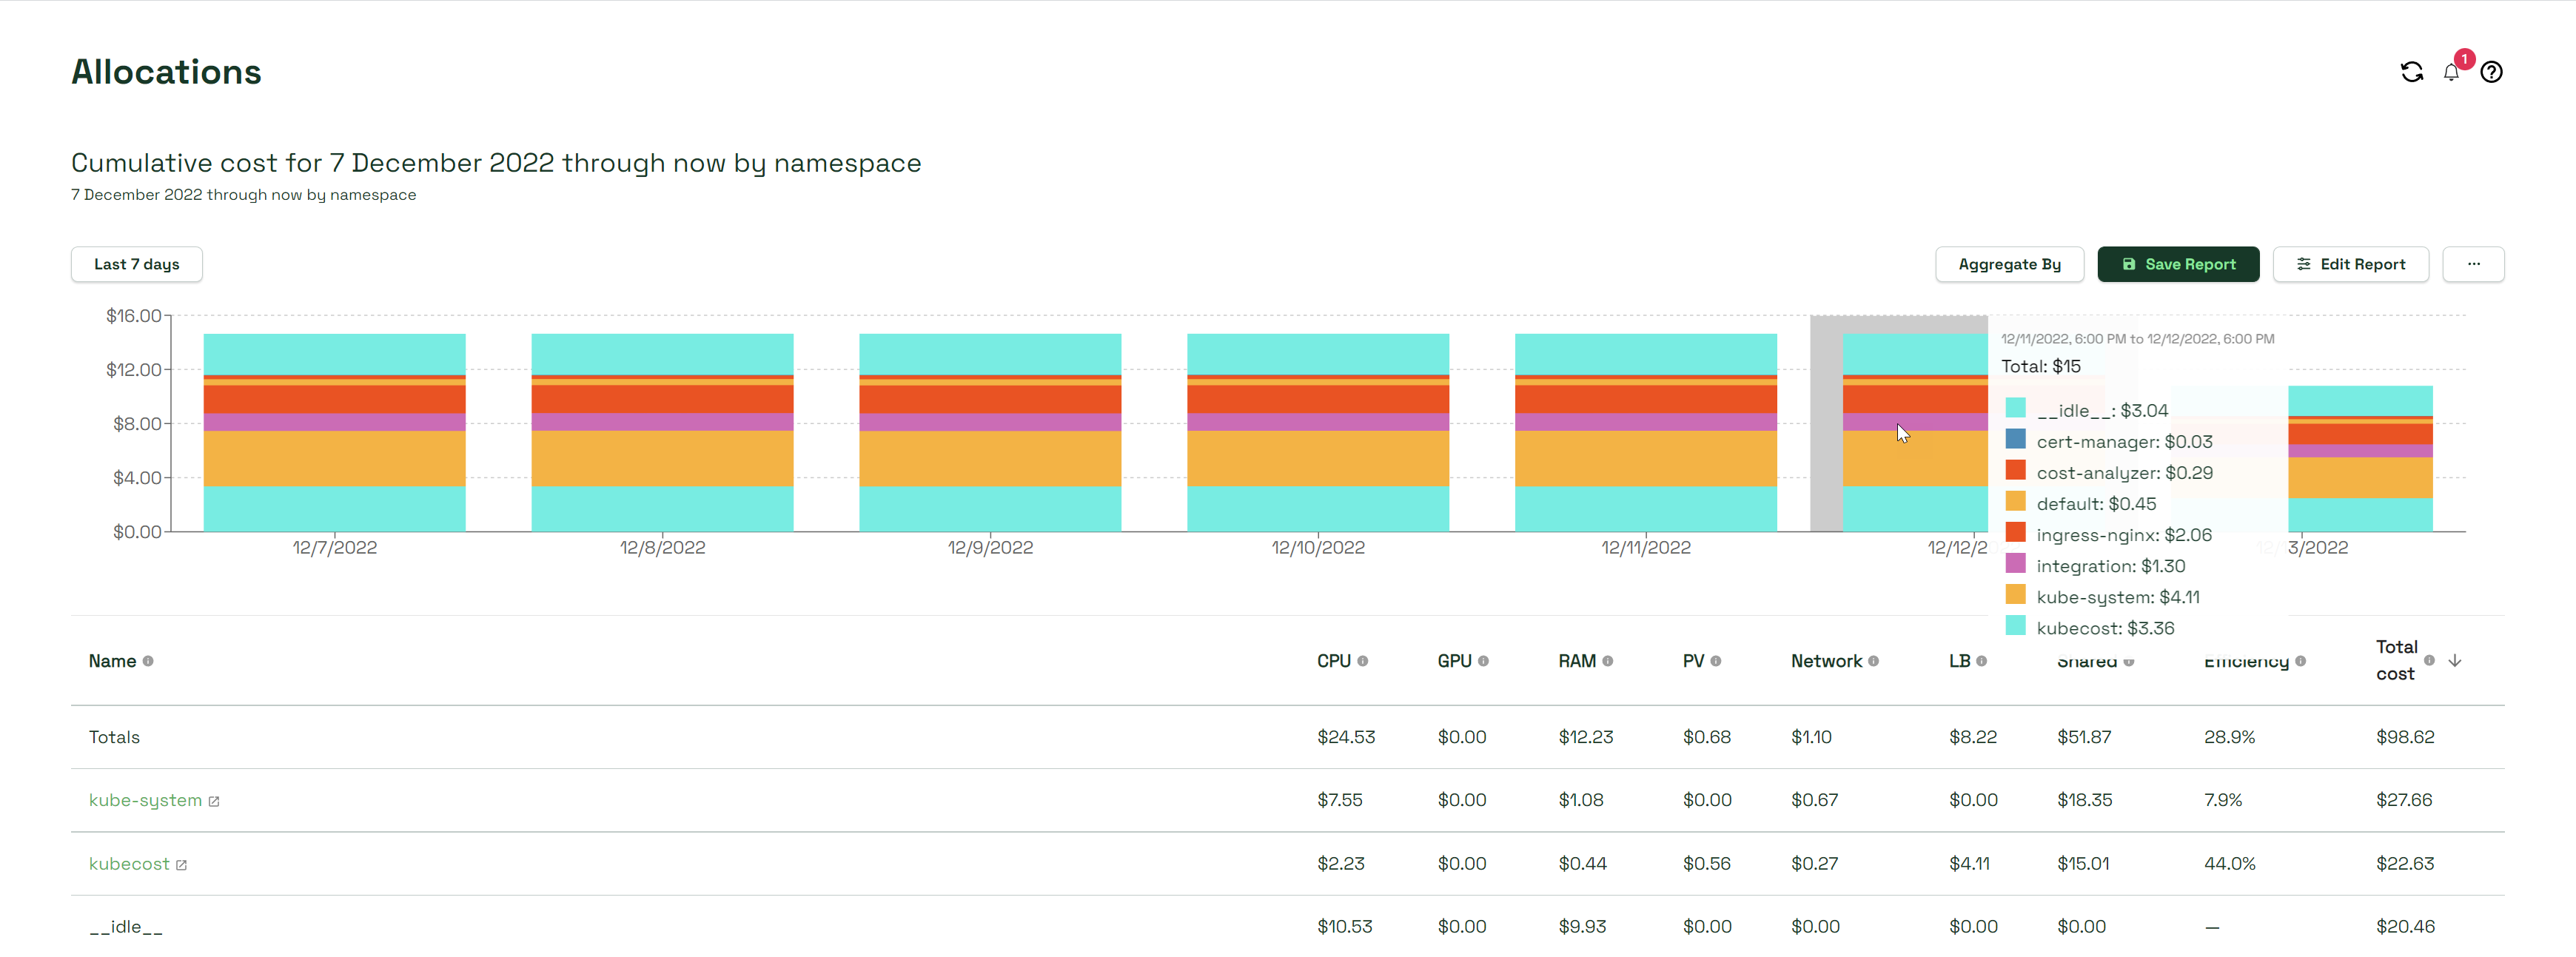 Allocations
1
Cumulative cost for 7 December 2022 through now by namespace
7 December 2022 through now by namespace
Last 7 days
Aggregate By
Save Report
Edit Report
...
$16.00
$12.00
$8.00
$4.00
$0.00
12/7/2022
12/8/2022
12/9/2022
12/10/2022
12/11/2022
12/12/2
12/13/2022
12/11/2022, 6:00 PM to 12/12/2022, 6:00 PM
Total: $15
__idle__: $3.04
cert-manager: $0.03
cost-analyzer: $0.29
default: $0.45
ingress-nginx: $2.06
integration: $1.30
kube-system: $4.11
kubecost: $3.36
Name CPU GPU RAM PV Network LB Shared Efficiency Total cost
Totals $24.53 $0.00 $12.23 $0.68 $1.10 $8.22 $51.87 28.9% $98.62
kube-system $7.55 $0.00 $1.08 $0.00 $0.67 $0.00 $18.35 7.9% $27.66
kubecost $2.23 $0.00 $0.44 $0.56 $0.27 $4.11 $15.01 44.0% $22.63
__idle__ $10.53 $0.00 $9.93 $0.00 $0.00 $0.00 $0.00 — $20.46